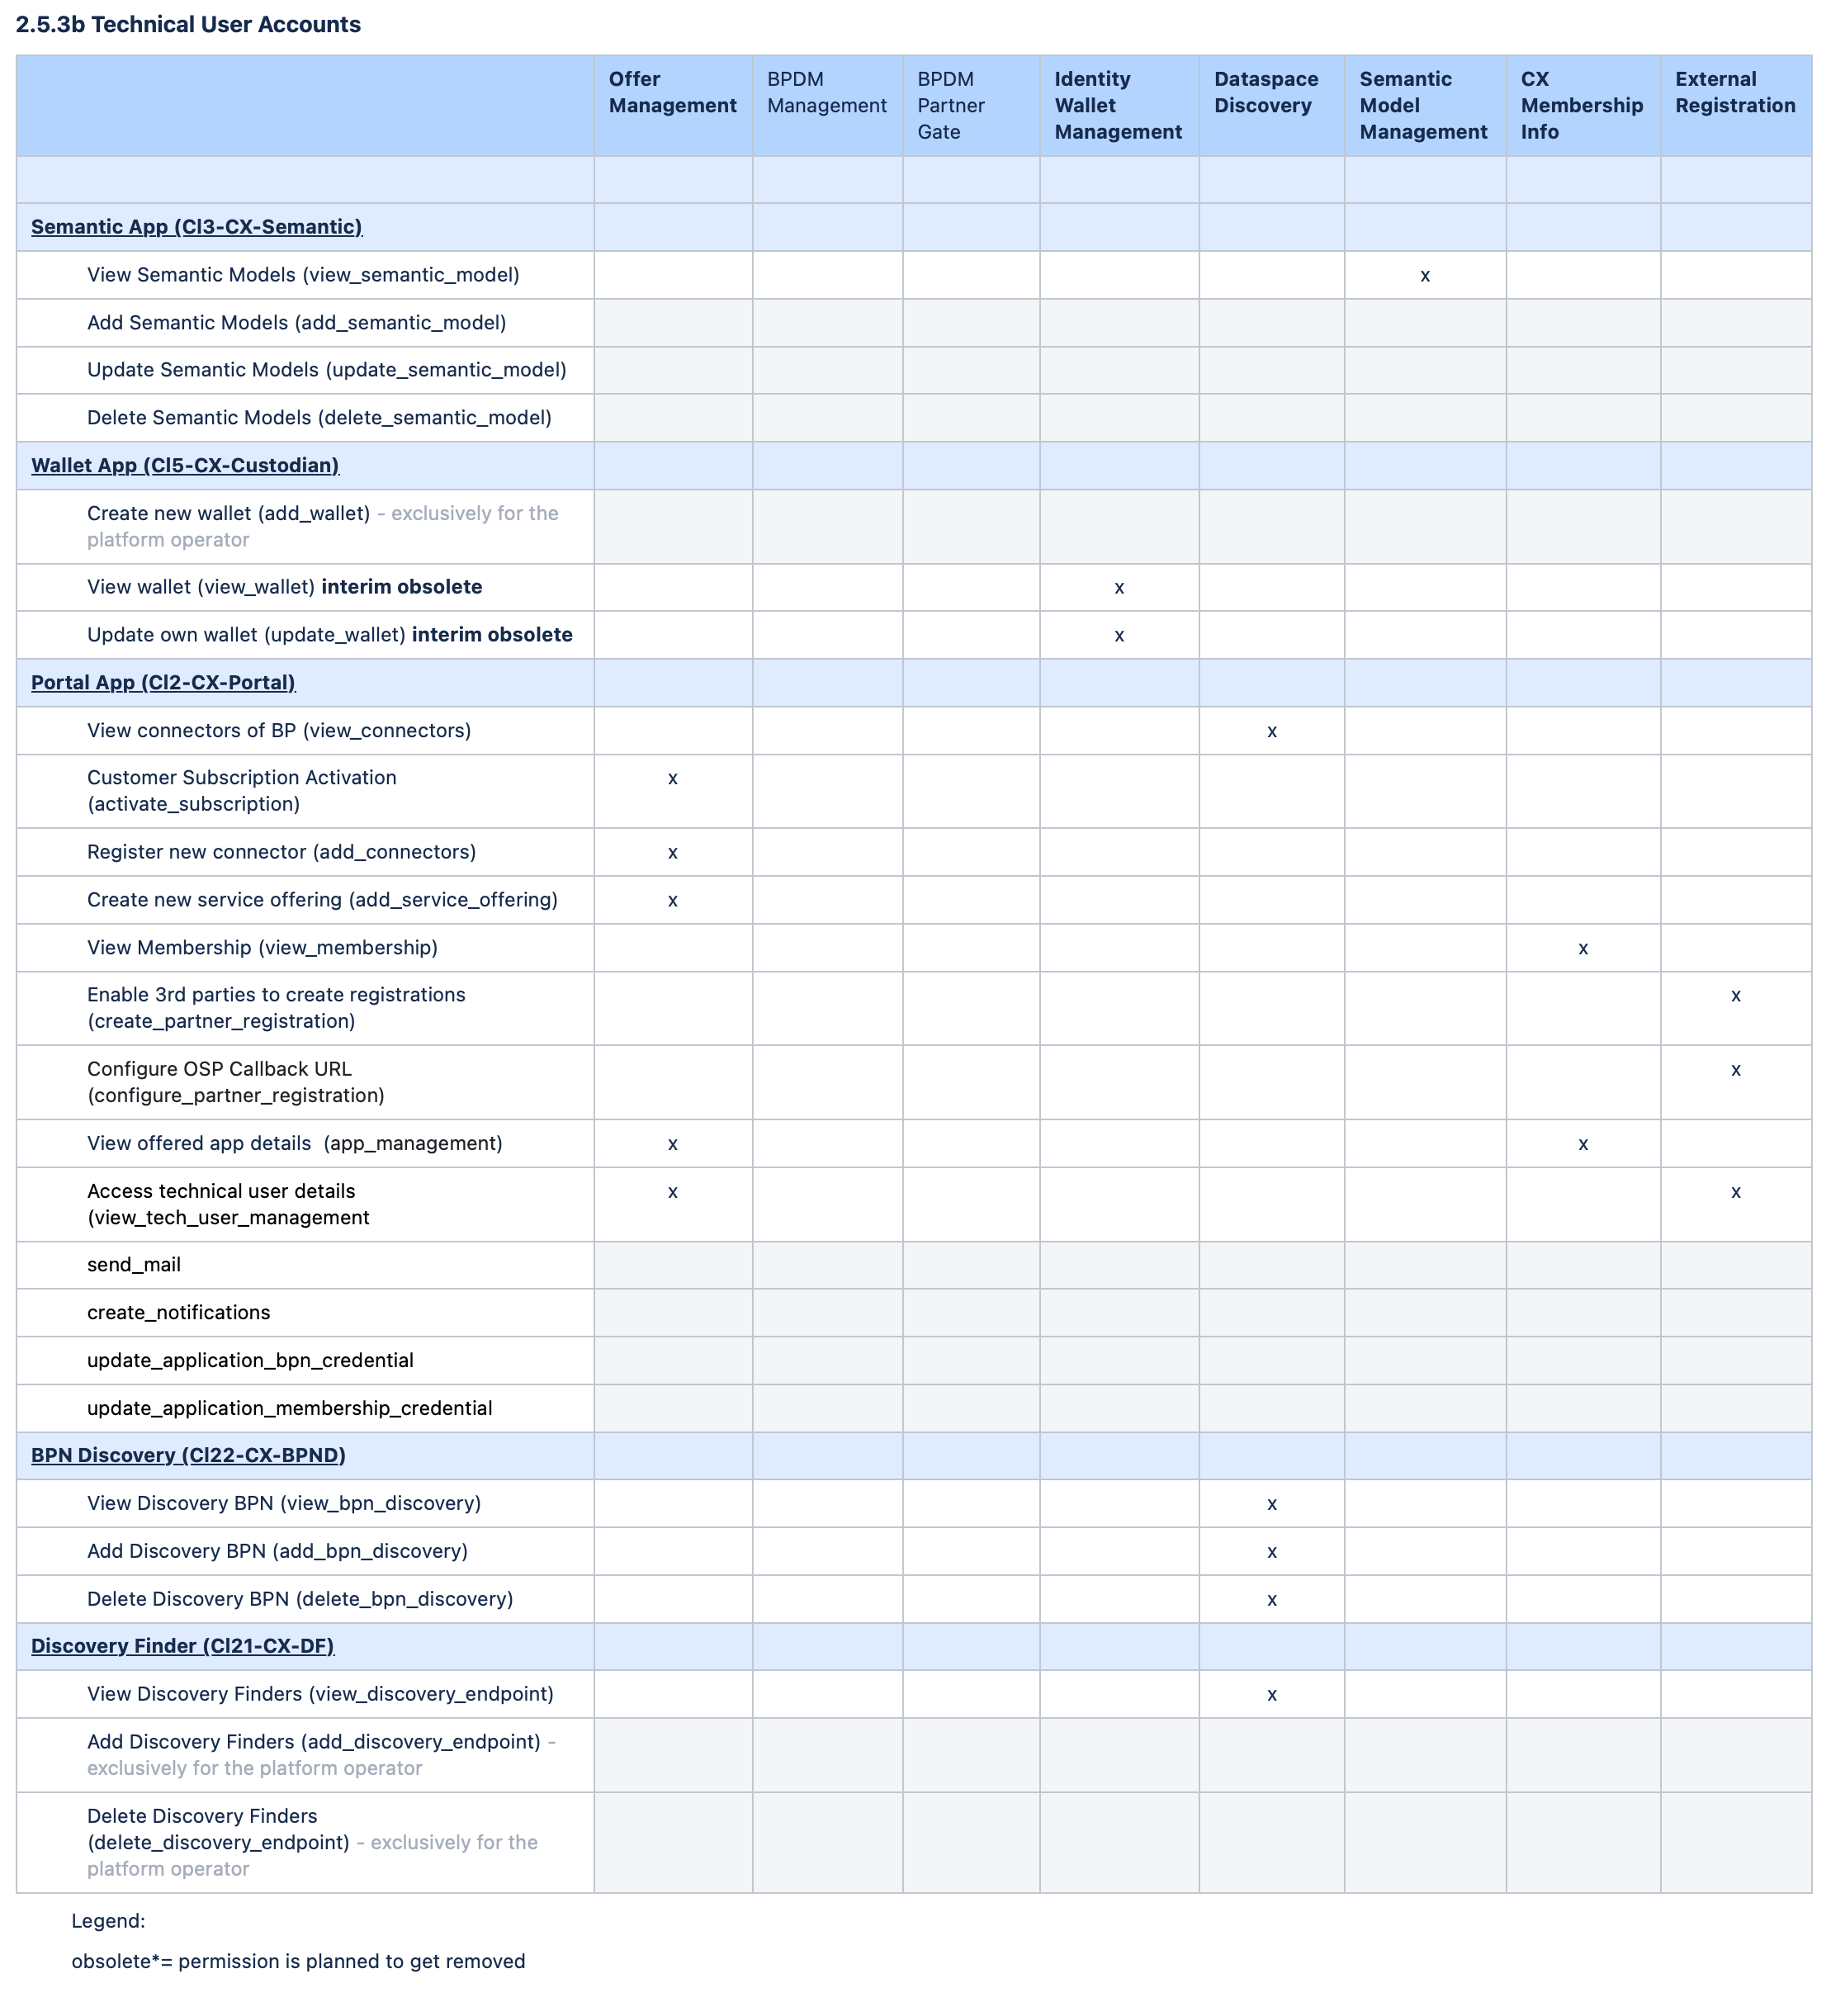 2.5.3b Technical User Accounts
Offer Management
BPDM Management
BPDM Partner Gate
Identity Wallet Management
Dataspace Discovery
Semantic Model Management
CX Membership Info
External Registration
Semantic App (Cl3-CX-Semantic)
View Semantic Models (view_semantic_model) x
Add Semantic Models (add_semantic_model)
Update Semantic Models (update_semantic_model)
Delete Semantic Models (delete_semantic_model)
Wallet App (Cl5-CX-Custodian)
Create new wallet (add_wallet) - exclusively for the
platform operator
View wallet (view_wallet) interim obsolete x
Update own wallet (update_wallet) interim obsolete x
Portal App (Cl2-CX-Portal)
View connectors of BP (view_connectors) x
Customer Subscription Activation x
(activate_subscription)
Register new connector (add_connectors) x
Create new service offering (add_service_offering) x
View Membership (view_membership) x
Enable 3rd parties to create registrations x
(create_partner_registration)
Configure OSP Callback URL x
(configure_partner_registration)
View offered app details (app_management) x x
Access technical user details x x
(view_tech_user_management
send_mail
create_notifications
update_application_bpn_credential
update_application_membership_credential
BPN Discovery (Cl22-CX-BPND)
View Discovery BPN (view_bpn_discovery) x
Add Discovery BPN (add_bpn_discovery) x
Delete Discovery BPN (delete_bpn_discovery) x
Discovery Finder (Cl21-CX-DF)
View Discovery Finders (view_discovery_endpoint) x
Add Discovery Finders (add_discovery_endpoint) -
exclusively for the platform operator
Delete Discovery Finders
(delete_discovery_endpoint) - exclusively for the
platform operator
Legend:
obsolete*= permission is planned to get removed